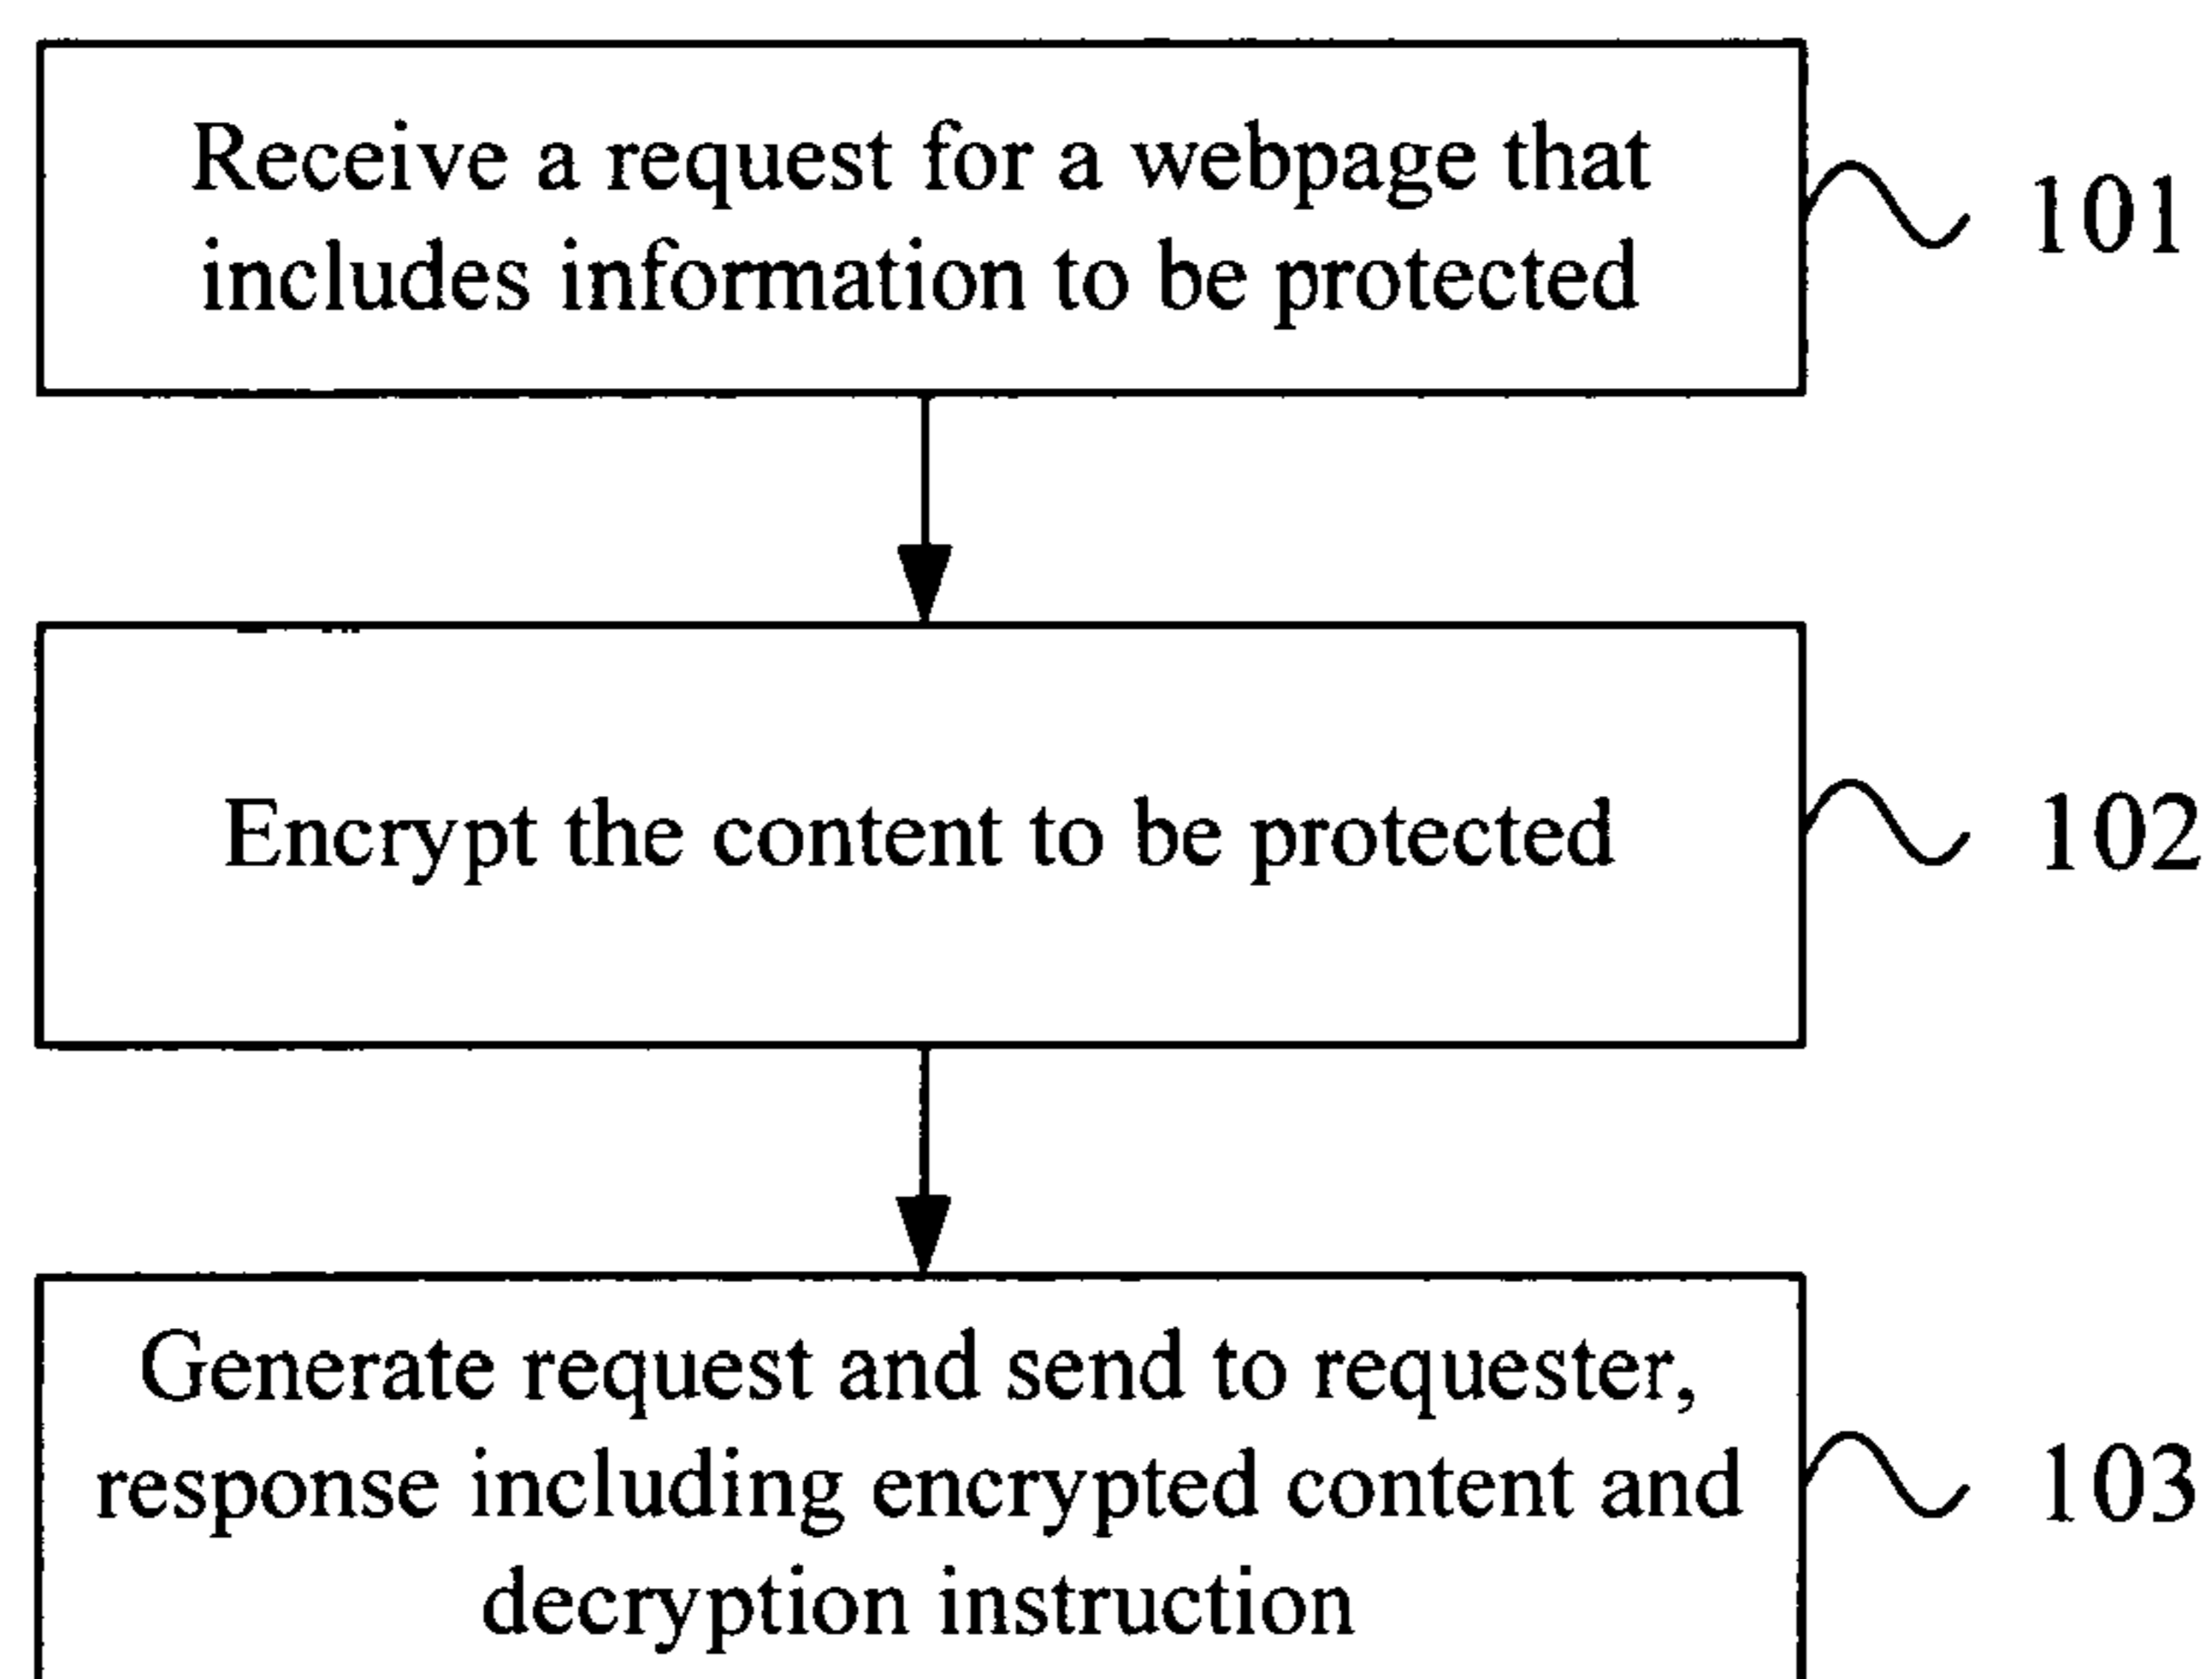 Receive a request for a webpage that
includes information to be protected
101
Encrypt the content to be protected
102
Generate request and send to requester,
response including encrypted content and
decryption instruction
103